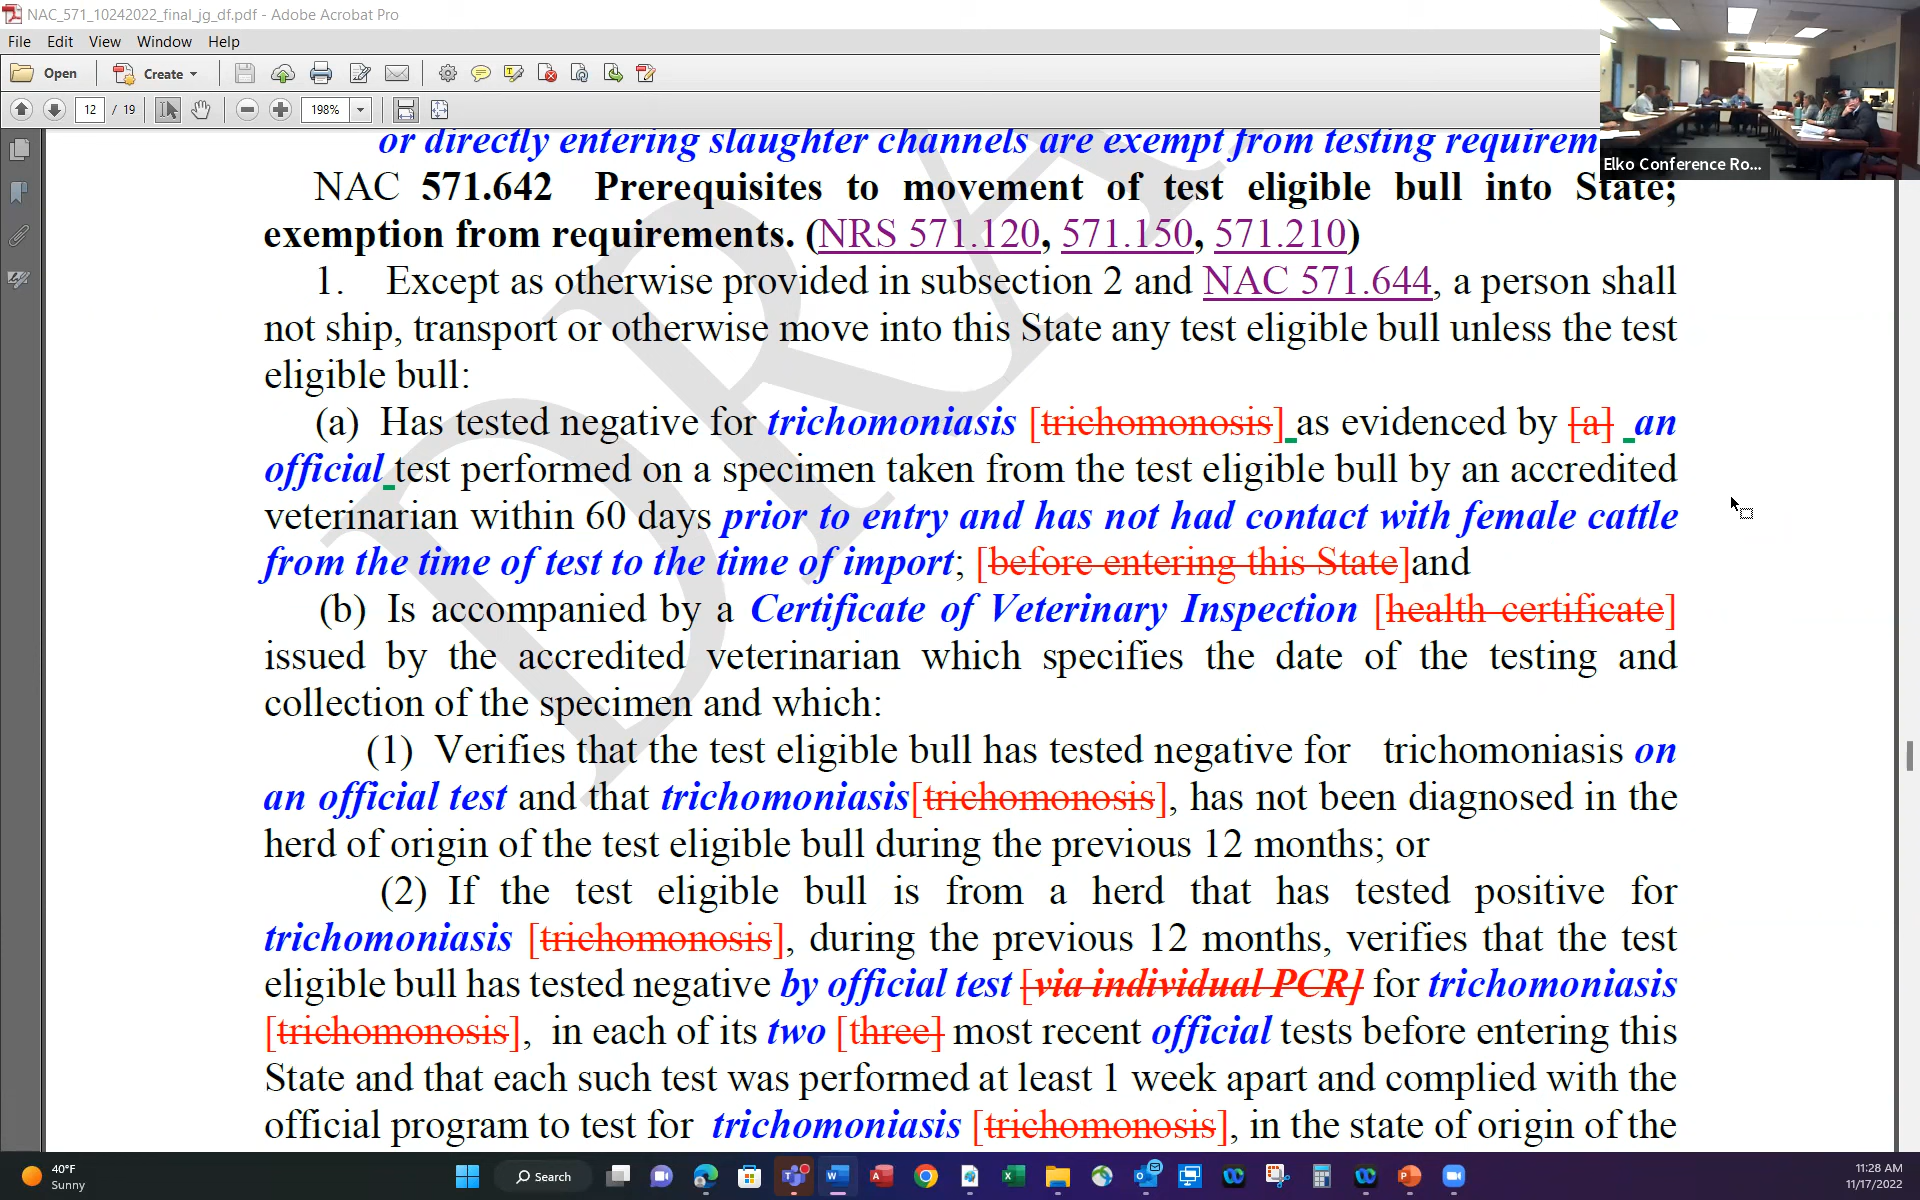 NAC_571_10242022_final_jg_df.pdf - Adobe Acrobat Pro
File Edit View Window Help
Open Create
12 / 19 198%
Elko Conference Ro...
or directly entering slaughter channels are exempt from testing requirem
NAC 571.642 Prerequisites to movement of test eligible bull into State;
exemption from requirements. (NRS 571.120, 571.150, 571.210)
1. Except as otherwise provided in subsection 2 and NAC 571.644, a person shall
not ship, transport or otherwise move into this State any test eligible bull unless the test
eligible bull:
(a) Has tested negative for trichomoniasis [trichomonosis] as evidenced by [a] an
official test performed on a specimen taken from the test eligible bull by an accredited
veterinarian within 60 days prior to entry and has not had contact with female cattle
from the time of test to the time of import; [before entering this State]and
(b) Is accompanied by a Certificate of Veterinary Inspection [health certificate]
issued by the accredited veterinarian which specifies the date of the testing and
collection of the specimen and which:
(1) Verifies that the test eligible bull has tested negative for trichomoniasis on
an official test and that trichomoniasis[trichomonosis], has not been diagnosed in the
herd of origin of the test eligible bull during the previous 12 months; or
(2) If the test eligible bull is from a herd that has tested positive for
trichomoniasis [trichomonosis], during the previous 12 months, verifies that the test
eligible bull has tested negative by official test [via individual PCR] for trichomoniasis
[trichomonosis], in each of its two [three] most recent official tests before entering this
State and that each such test was performed at least 1 week apart and complied with the
official program to test for trichomoniasis [trichomonosis], in the state of origin of the
DRA
40°F
Sunny
Search
11:28 AM
11/17/2022